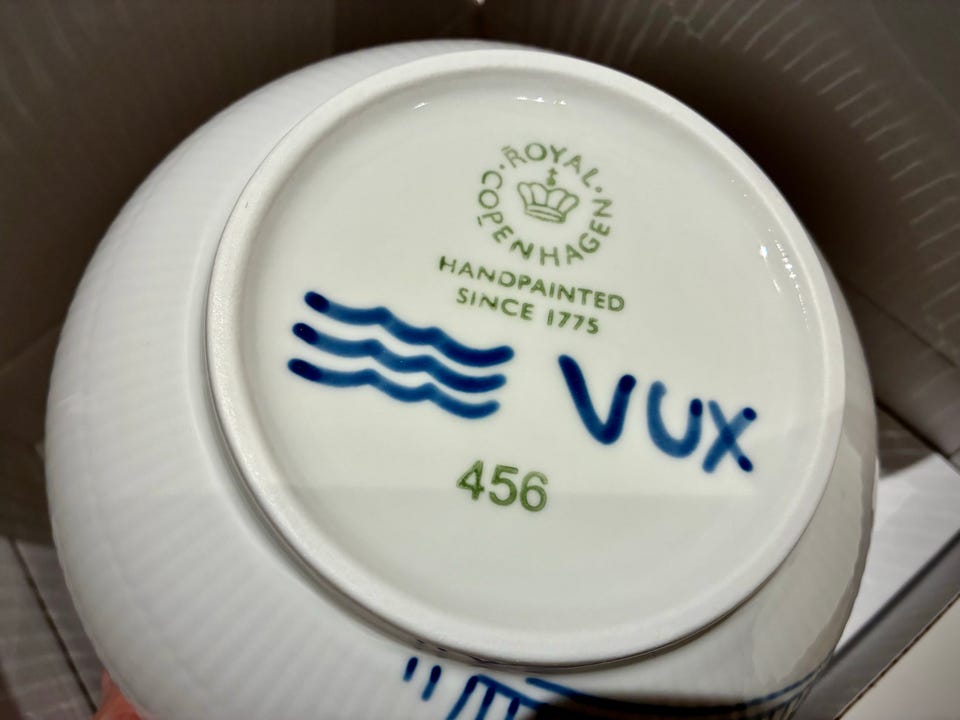 ROYAL
COPENHAGEN
HANDPAINTED
SINCE 1775
VUX
456